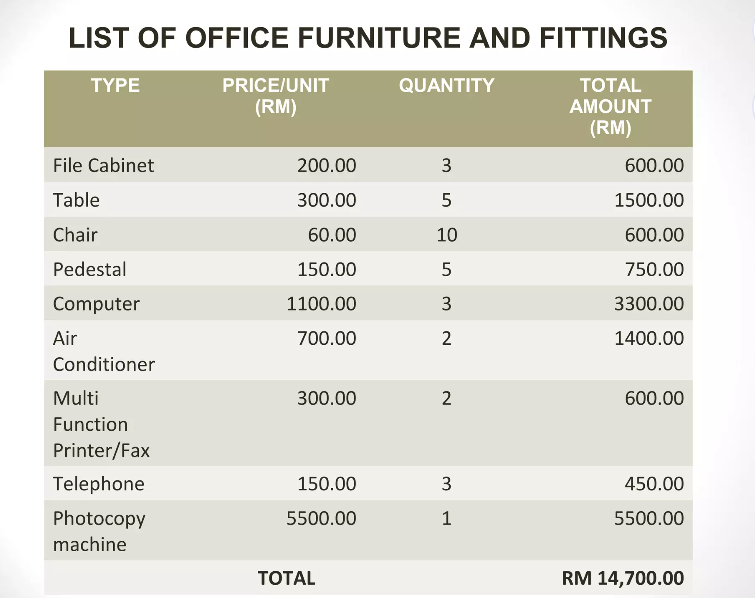 LIST OF OFFICE FURNITURE AND FITTINGS
TYPE PRICE/UNIT (RM) QUANTITY TOTAL AMOUNT (RM)
File Cabinet 200.00 3 600.00
Table 300.00 5 1500.00
Chair 60.00 10 600.00
Pedestal 150.00 5 750.00
Computer 1100.00 3 3300.00
Air Conditioner 700.00 2 1400.00
Multi Function Printer/Fax 300.00 2 600.00
Telephone 150.00 3 450.00
Photocopy machine 5500.00 1 5500.00
TOTAL RM 14,700.00